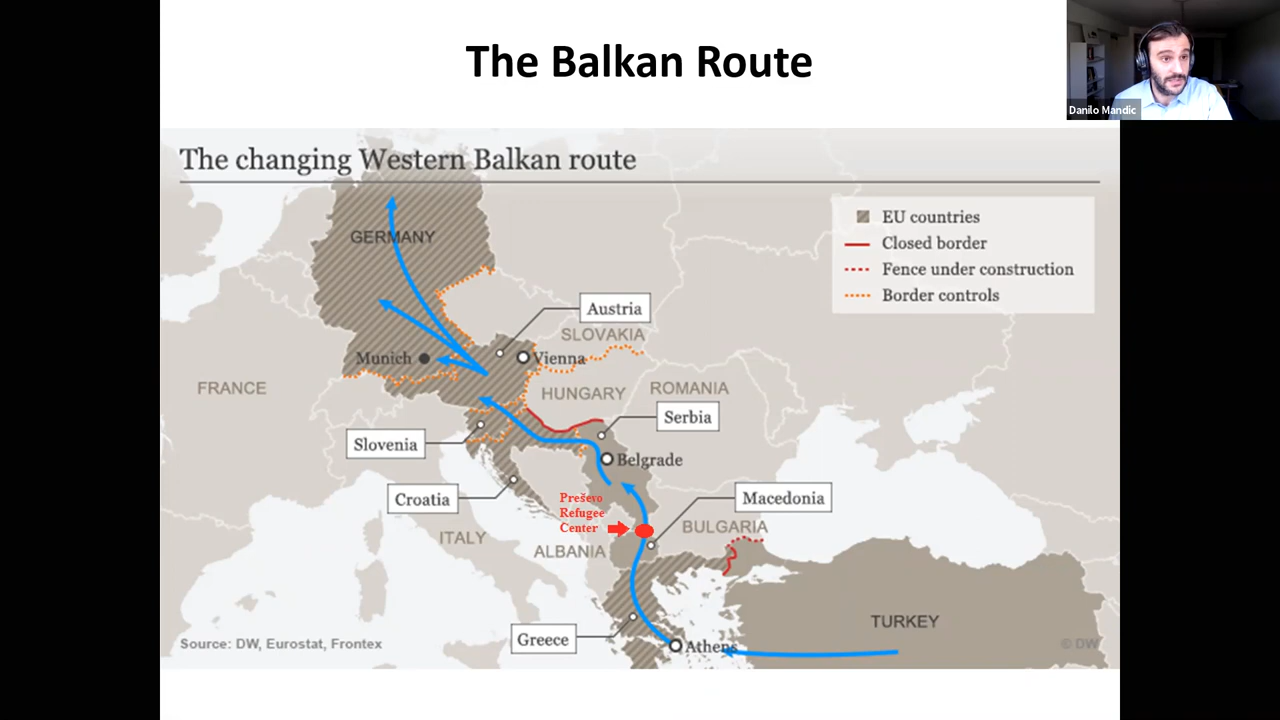 The Balkan Route
Danilo Mandic
The changing Western Balkan route
EU countries
Closed border
Fence under construction
Border controls
GERMANY
Austria
SLOVAKIA
Munich
Vienna
FRANCE
HUNGARY
ROMANIA
Serbia
Slovenia
Belgrade
Croatia
Preševo
Refugee
Center
Macedonia
BULGARIA
ITALY
ALBANIA
TURKEY
Greece
Athens
Source: DW, Eurostat, Frontex
© DW